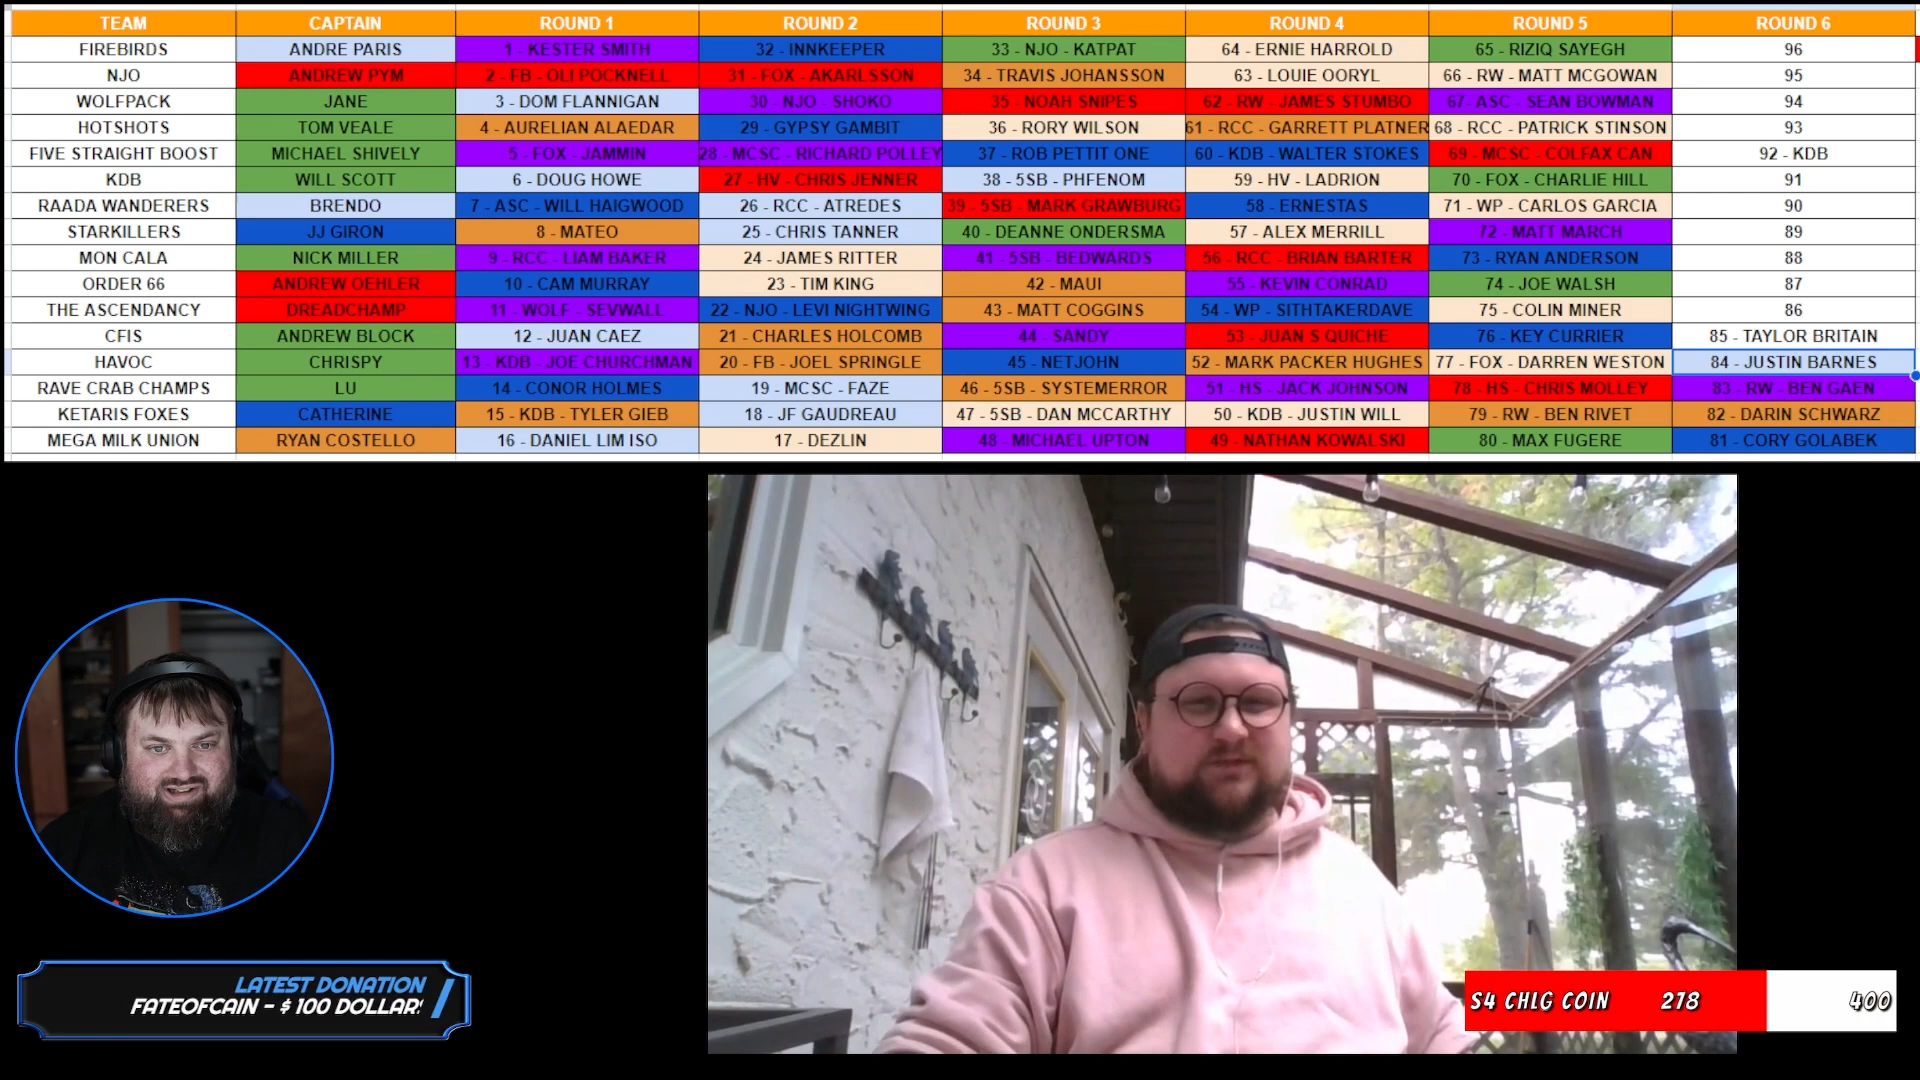 TEAM CAPTAIN ROUND 1 ROUND 2 ROUND 3 ROUND 4 ROUND 5 ROUND 6
FIREBIRDS ANDRE PARIS 1 - KESTER SMITH 32 - INNKEEPER 33 - NJO - KATPAT 64 - ERNIE HARROLD 65 - RIZIQ SAYEGH 96
NJO ANDREW PYM 2 - FB - OLI POCKNELL 31 - FOX - AKARLSSON 34 - TRAVIS JOHANSSON 63 - LOUIE OORYL 66 - RW - MATT MCGOWAN 95
WOLFPACK JANE 3 - DOM FLANNIGAN 30 - NJO - SHOKO 35 - NOAH SNIPES 62 - RW - JAMES STUMBO 67- ASC - SEAN BOWMAN 94
HOTSHOTS TOM VEALE 4 - AURELIAN ALAEDAR 29 - GYPSY GAMBIT 36 - RORY WILSON 61 - RCC - GARRETT PLATNER 68 - RCC - PATRICK STINSON 93
FIVE STRAIGHT BOOST MICHAEL SHIVELY 5 - FOX - JAMMIN 28 - MCSC - RICHARD POLLEY 37 - ROB PETTIT ONE 60 - KDB - WALTER STOKES 69 - MCSC - COLFAX CAN 92 - KDB
KDB WILL SCOTT 6 - DOUG HOWE 27 - HV - CHRIS JENNER 38 - 5SB - PHFENOM 59 - HV - LADRION 70 - FOX - CHARLIE HILL 91
RAADA WANDERERS BRENDO 7 - ASC - WILL HAIGWOOD 26 - RCC - ATREDES 39 - 5SB - MARK GRAWBURG 58 - ERNESTAS 71 - WP - CARLOS GARCIA 90
STARKILLERS JJ GIRON 8 - MATEO 25 - CHRIS TANNER 40 - DEANNE ONDERSMA 57 - ALEX MERRILL 72 - MATT MARCH 89
MON CALA NICK MILLER 9 - RCC - LIAM BAKER 24 - JAMES RITTER 41 - 5SB - BEDWARDS 56 - RCC - BRIAN BARTER 73 - RYAN ANDERSON 88
ORDER 66 ANDREW OEHLER 10 - CAM MURRAY 23 - TIM KING 42 - MAUI 55 - KEVIN CONRAD 74 - JOE WALSH 87
THE ASCENDANCY DREADCHAMP 11 - WOLF - SEVWALL 22 - NJO - LEVI NIGHTWING 43 - MATT COGGINS 54 - WP - SITHTAKERDAVE 75 - COLIN MINER 86
CFIS ANDREW BLOCK 12 - JUAN CAEZ 21 - CHARLES HOLCOMB 44 - SANDY 53 - JUAN S QUICHE 76 - KEY CURRIER 85 - TAYLOR BRITAIN
HAVOC CHRISPY 13 - KDB - JOE CHURCHMAN 20 - FB - JOEL SPRINGLE 45 - NETJOHN 52 - MARK PACKER HUGHES 77 - FOX - DARREN WESTON 84 - JUSTIN BARNES
RAVE CRAB CHAMPS LU 14 - CONOR HOLMES 19 - MCSC - FAZE 46 - 5SB - SYSTEMERROR 51 - HS - JACK JOHNSON 78 - HS - CHRIS MOLLEY 83 - RW - BEN GAEN
KETARIS FOXES CATHERINE 15 - KDB - TYLER GIEB 18 - JF GAUDREAU 47 - 5SB - DAN MCCARTHY 50 - KDB - JUSTIN WILL 79 - RW - BEN RIVET 82 - DARIN SCHWARZ
MEGA MILK UNION RYAN COSTELLO 16 - DANIEL LIM ISO 17 - DEZLIN 48 - MICHAEL UPTON 49 - NATHAN KOWALSKI 80 - MAX FUGERE 81 - CORY GOLABEK
LATEST DONATION
FATEOFCAIN - $ 100 DOLLAR
S4 CHLG COIN 278 400